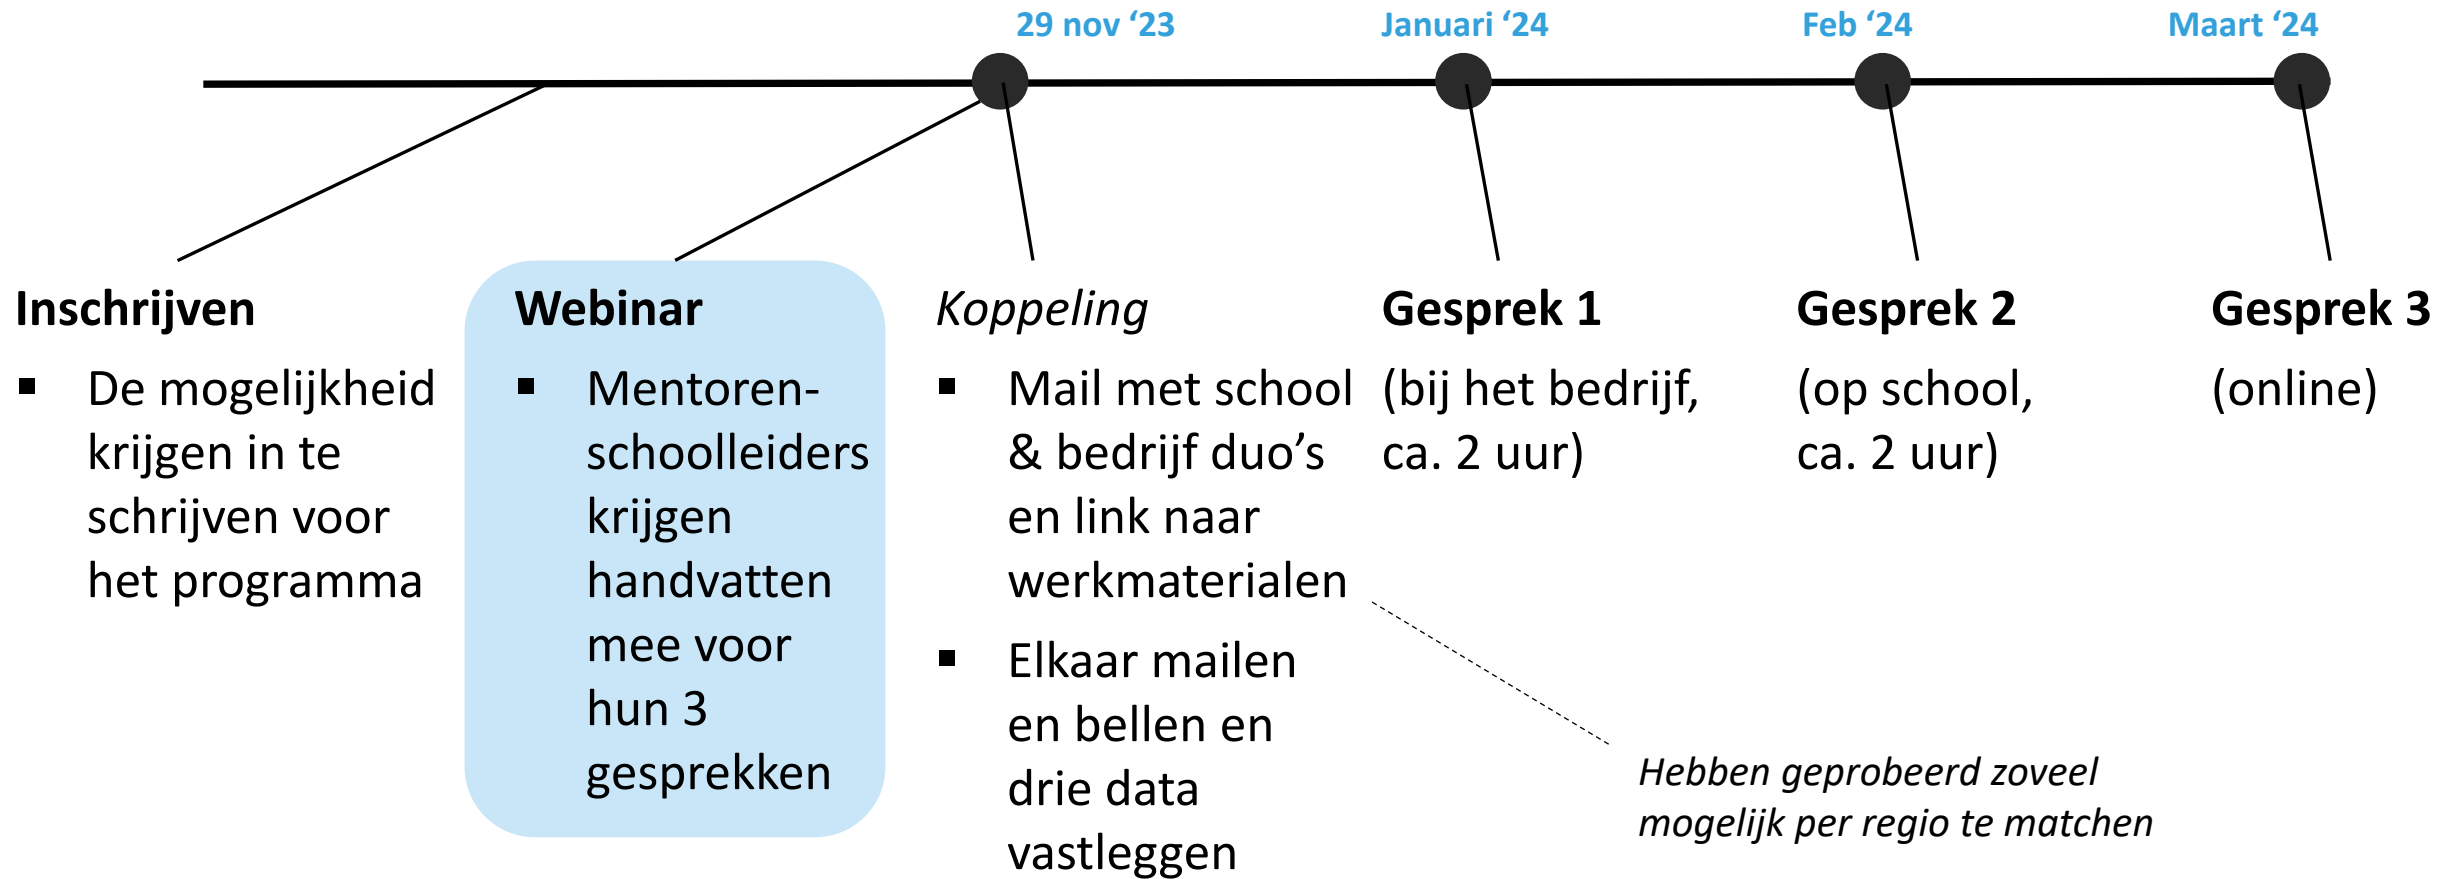 29 nov ‘23
Januari ‘24
Feb ‘24
Maart ‘24
Inschrijven
▪ De mogelijkheid
krijgen in te
schrijven voor
het programma
Webinar
▪ Mentoren-
schoolleiders
krijgen
handvatten
mee voor
hun 3
gesprekken
Koppeling
▪ Mail met school
& bedrijf duo’s
en link naar
werkmaterialen
▪ Elkaar mailen
en bellen en
drie data
vastleggen
Gesprek 1
(bij het bedrijf,
ca. 2 uur)
Gesprek 2
(op school,
ca. 2 uur)
Gesprek 3
(online)
Hebben geprobeerd zoveel
mogelijk per regio te matchen